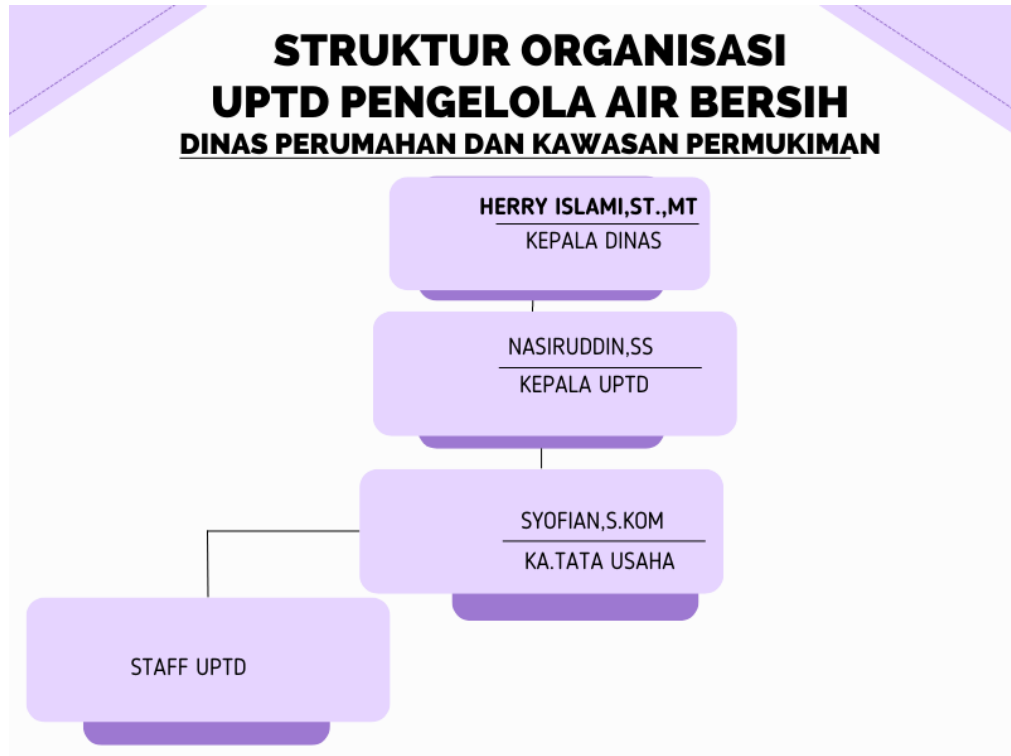 STRUKTUR ORGANISASI
UPTD PENGELOLA AIR BERSIH
DINAS PERUMAHAN DAN KAWASAN PERMUKIMAN
HERRY ISLAMI,ST.,MT
KEPALA DINAS
NASIRUDDIN,SS
KEPALA UPTD
SYOFIAN,S.KOM
KA.TATA USAHA
STAFF UPTD